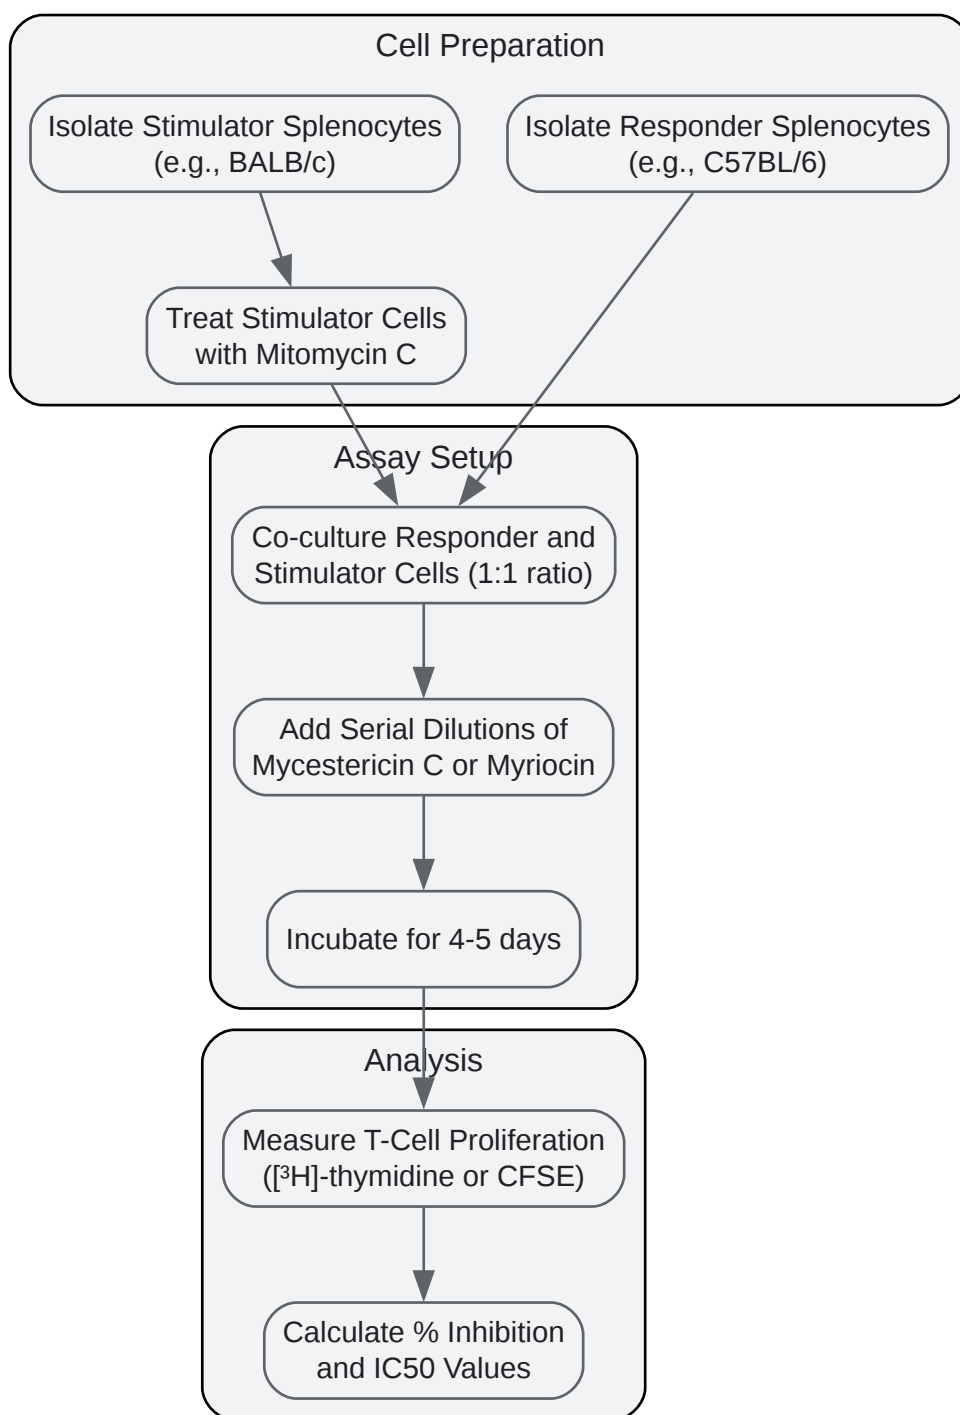 Cell Preparation
Isolate Stimulator Splenocytes
(e.g., BALB/c)
Isolate Responder Splenocytes
(e.g., C57BL/6)
Treat Stimulator Cells
with Mitomycin C
Assay Setup
Co-culture Responder and
Stimulator Cells (1:1 ratio)
Add Serial Dilutions of
Mycestericin C or Myriocin
Incubate for 4-5 days
Analysis
Measure T-Cell Proliferation
([³H]-thymidine or CFSE)
Calculate % Inhibition
and IC50 Values